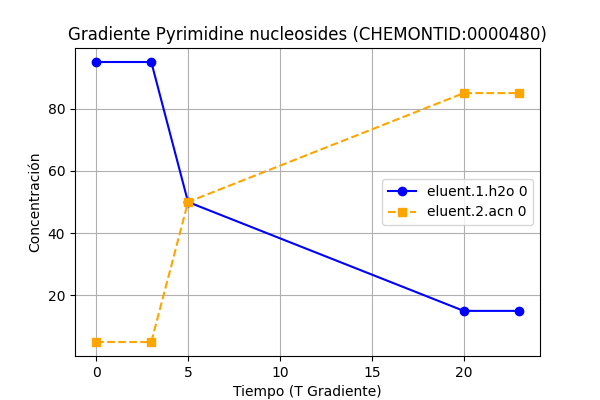 Gradiente Pyrimidine nucleosides (CHEMONTID:0000480)
Concentración
80
60
40
20
eluent.1.h2o 0
eluent.2.acn 0
0 5 10 15 20
Tiempo (T Gradiente)